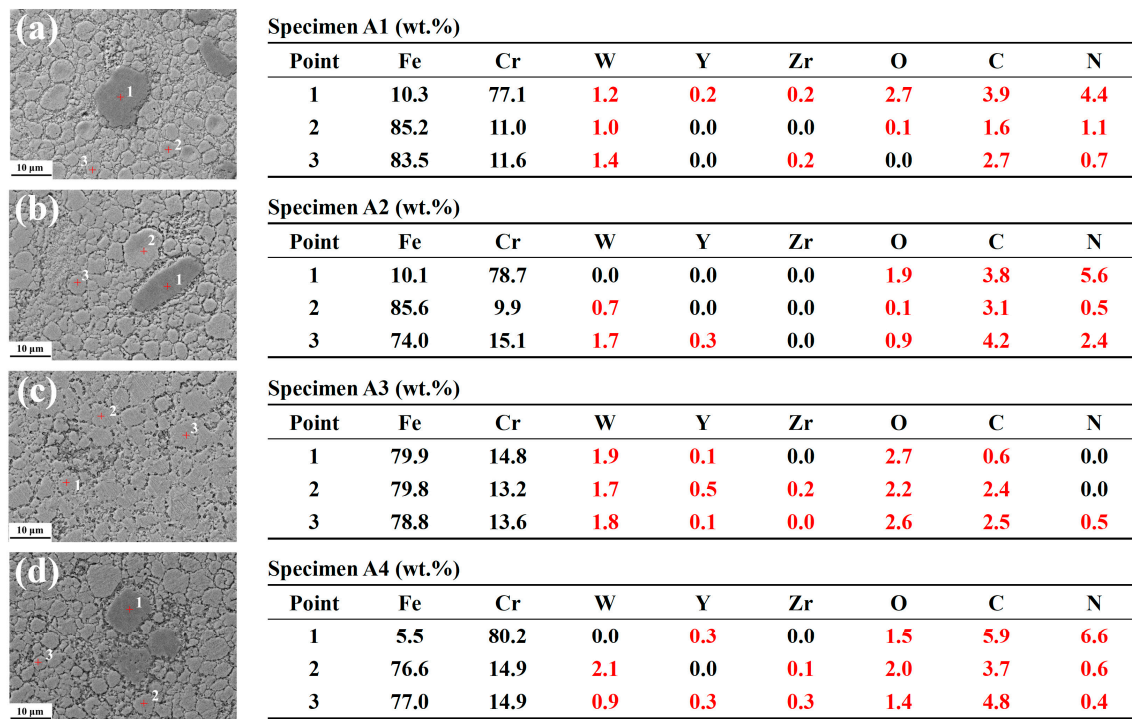 (a)
1
2
3
10 μm
Specimen A1 (wt.%)
Point Fe Cr W Y Zr O C N
1 10.3 77.1 1.2 0.2 0.2 2.7 3.9 4.4
2 85.2 11.0 1.0 0.0 0.0 0.1 1.6 1.1
3 83.5 11.6 1.4 0.0 0.2 0.0 2.7 0.7
(b)
2
3
1
10 μm
Specimen A2 (wt.%)
Point Fe Cr W Y Zr O C N
1 10.1 78.7 0.0 0.0 0.0 1.9 3.8 5.6
2 85.6 9.9 0.7 0.0 0.0 0.1 3.1 0.5
3 74.0 15.1 1.7 0.3 0.0 0.9 4.2 2.4
(c)
2
3
1
10 μm
Specimen A3 (wt.%)
Point Fe Cr W Y Zr O C N
1 79.9 14.8 1.9 0.1 0.0 2.7 0.6 0.0
2 79.8 13.2 1.7 0.5 0.2 2.2 2.4 0.0
3 78.8 13.6 1.8 0.1 0.0 2.6 2.5 0.5
(d)
1
3
2
10 μm
Specimen A4 (wt.%)
Point Fe Cr W Y Zr O C N
1 5.5 80.2 0.0 0.3 0.0 1.5 5.9 6.6
2 76.6 14.9 2.1 0.0 0.1 2.0 3.7 0.6
3 77.0 14.9 0.9 0.3 0.3 1.4 4.8 0.4